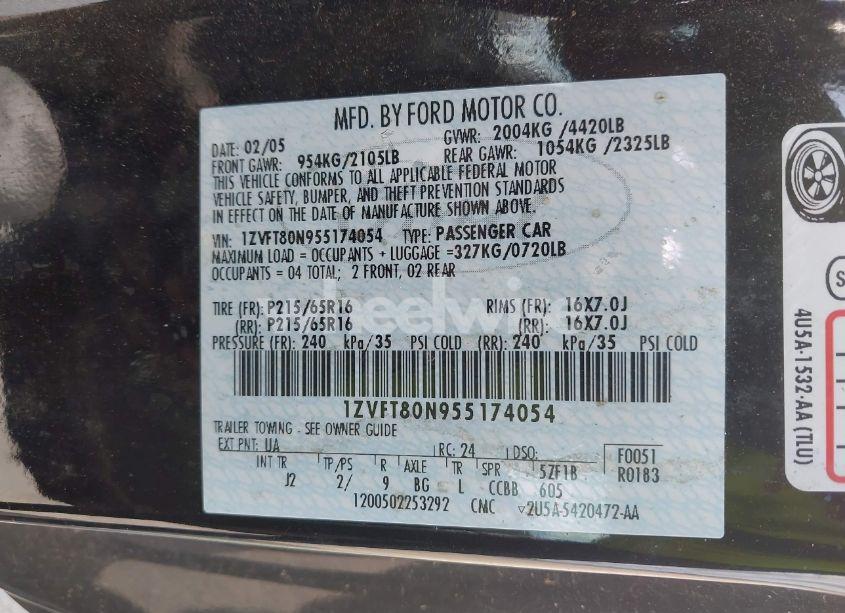 MFD. BY FORD MOTOR CO.
DATE: 02/05 GVWR: 2004KG /4420LB
FRONT GAWR: 954KG/2105LB REAR GAWR: 1054KG /2325LB
THIS VEHICLE CONFORMS TO ALL APPLICABLE FEDERAL MOTOR
VEHICLE SAFETY, BUMPER, AND THEFT PREVENTION STANDARDS
IN EFFECT ON THE DATE OF MANUFACTURE SHOWN ABOVE.
VIN: 1ZVFT80N955174054 TYPE: PASSENGER CAR
MAXIMUM LOAD = OCCUPANTS + LUGGAGE =327KG/0720LB
OCCUPANTS = 04 TOTAL; 2 FRONT, 02 REAR
TIRE (FR): P215/65R16 RIMS (FR): 16X7.0J
(RR): P215/65R16 (RR): 16X7.0J
PRESSURE (FR): 240 kPa/35 PSI COLD (RR): 240 kPa/35 PSI COLD
1ZVFT80N955174054
TRAILER TOWING - SEE OWNER GUIDE
EXT PNT: UA RC: 24 DSO: F0051
INT TR TP/PS R AXLE TR SPR 5ZF1B R0183
J2 2/ 9 BG L CCBB 605
1200502253292 CMC ▽2U5A-5420472-AA
4U5A-1532-AA (TLU)